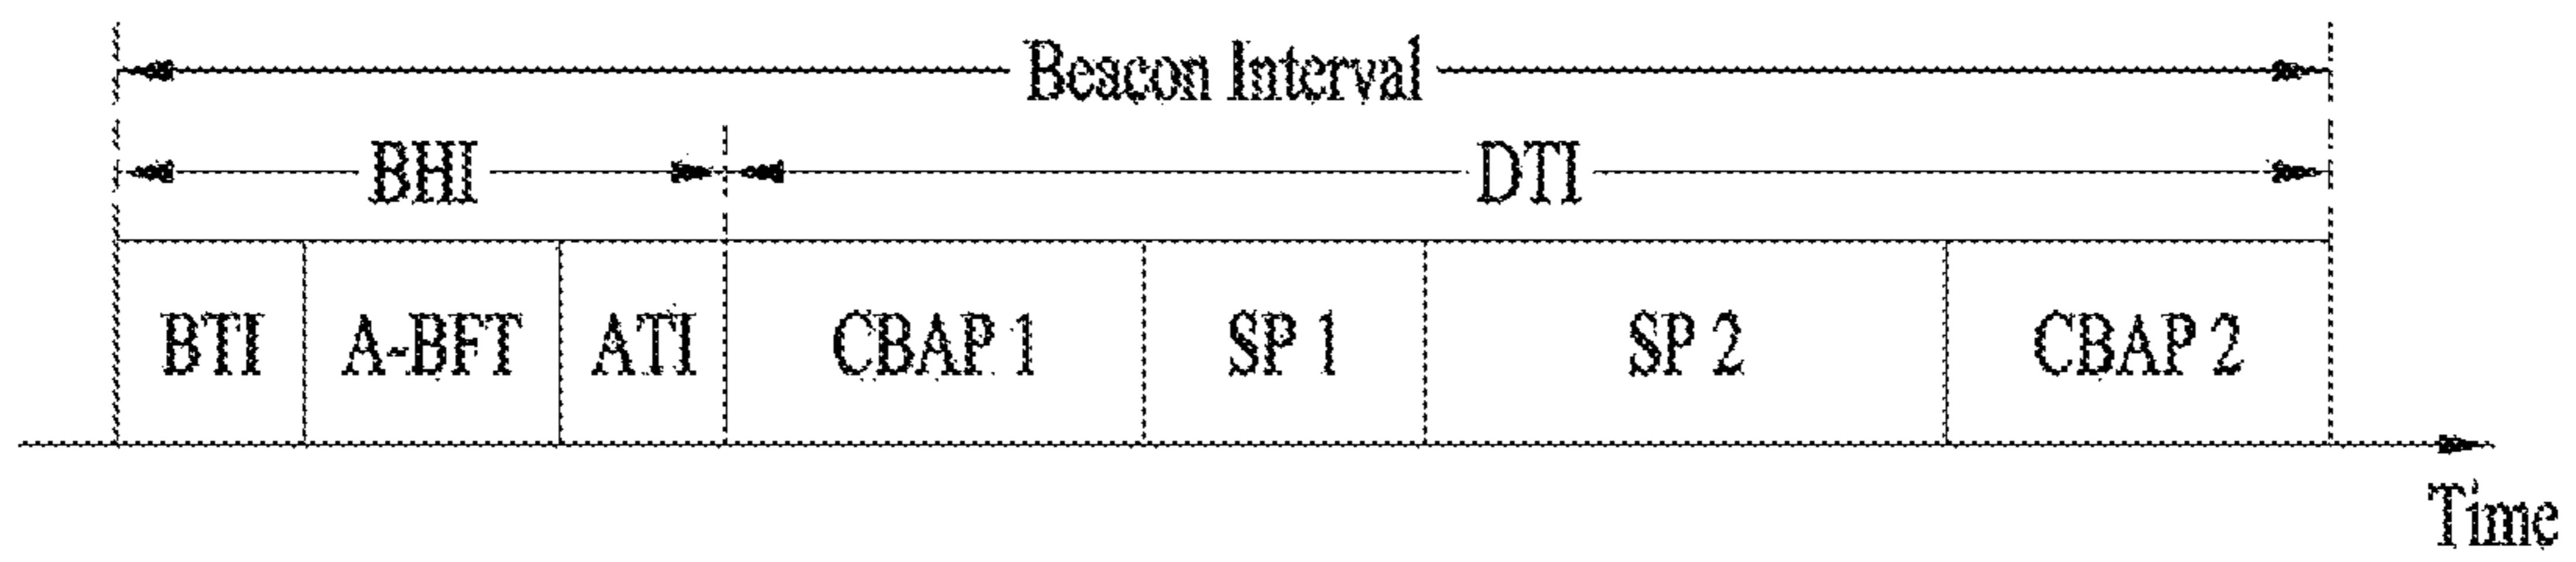 Beacon Interval
BHI DTI
BTI A-BFT ATI CBAP 1 SP 1 SP 2 CBAP 2
Time